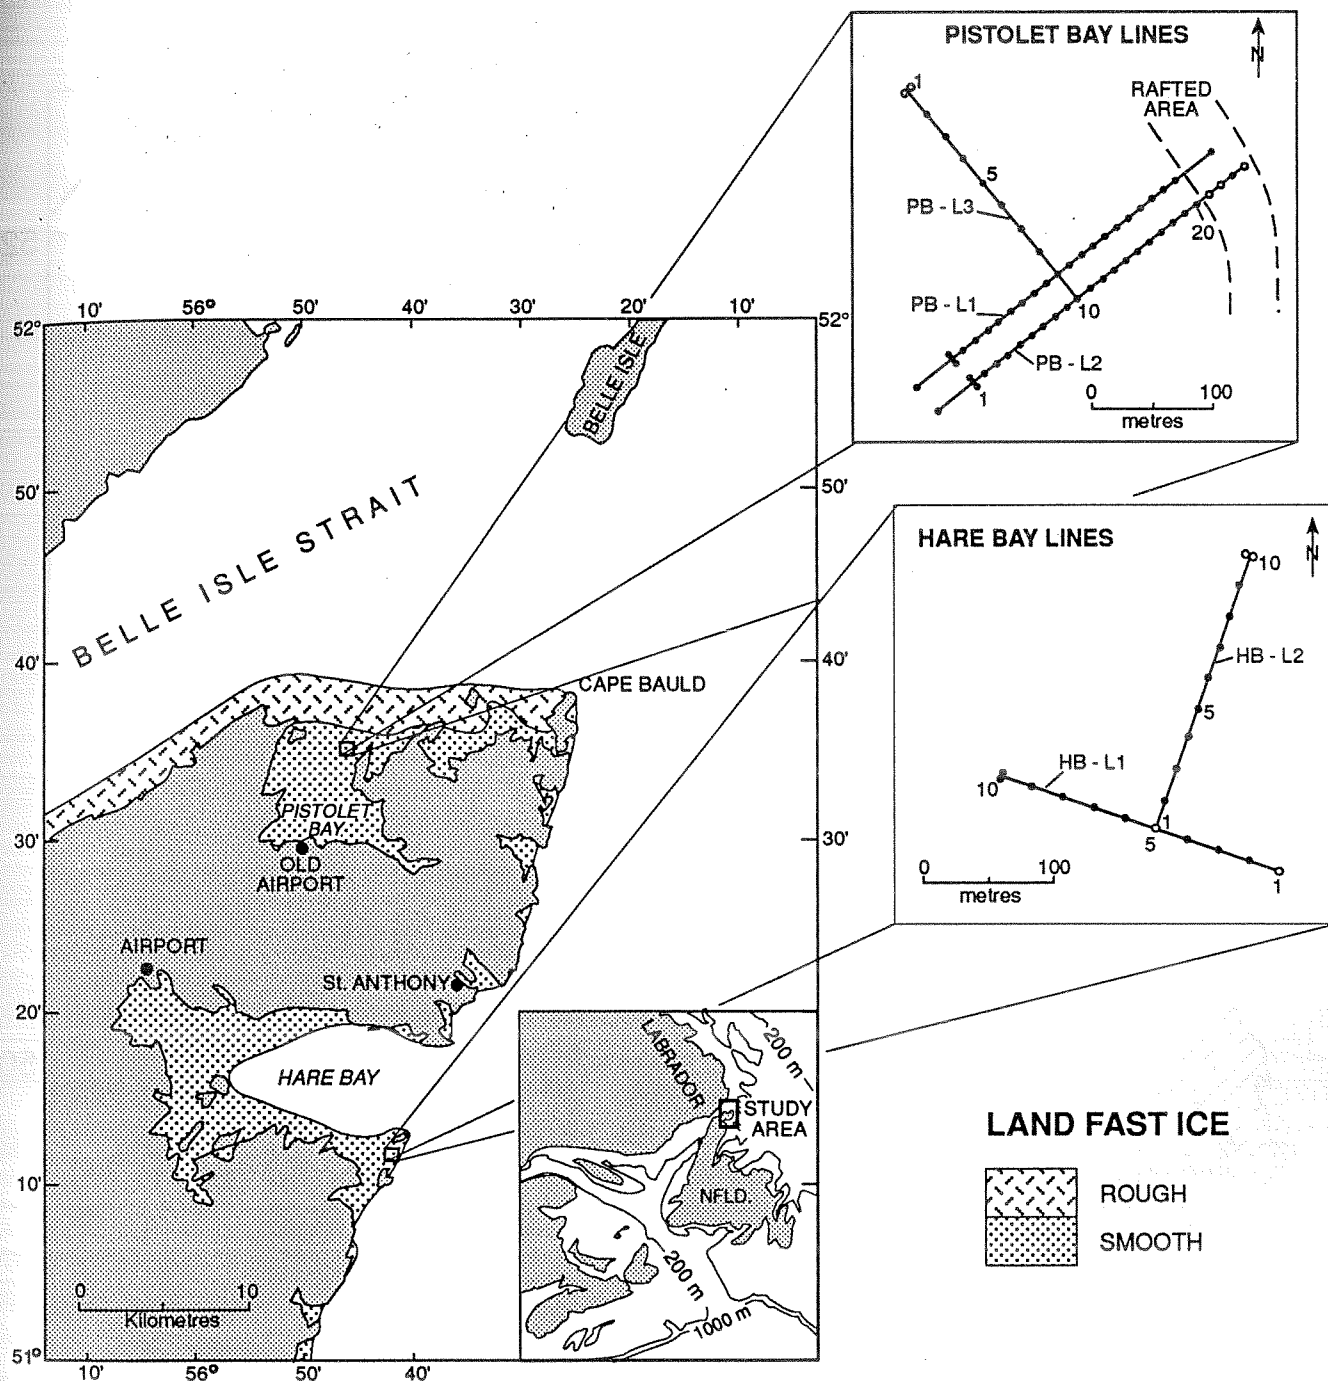 PISTOLET BAY LINES
N
1
RAFTED
AREA
5
PB - L3
20
PB - L1
10
PB - L2
1
0 100
metres
10' 56° 50' 40' 30' 20' 10'
52° 52°
BELLE ISLE
50' 50'
BELLE ISLE STRAIT
HARE BAY LINES
N
10
HB - L2
5
HB - L1
10
1
5
1
0 100
metres
40' 40'
CAPE BAULD
PISTOLET
BAY
30' 30'
OLD
AIRPORT
AIRPORT
St. ANTHONY
20'
HARE BAY
10'
LABRADOR
200 m
STUDY
AREA
NFLD.
200 m
1000 m
0 10
Kilometres
51°
10' 56° 50' 40'
LAND FAST ICE
ROUGH
SMOOTH